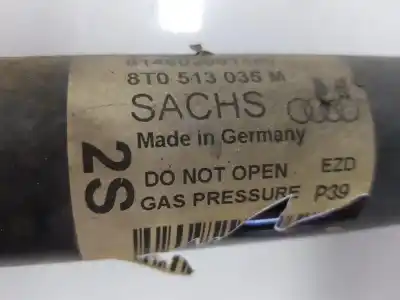 8T0 513 035 M
SACHS
Made in Germany
2S
DO NOT OPEN EZD
GAS PRESSURE P39